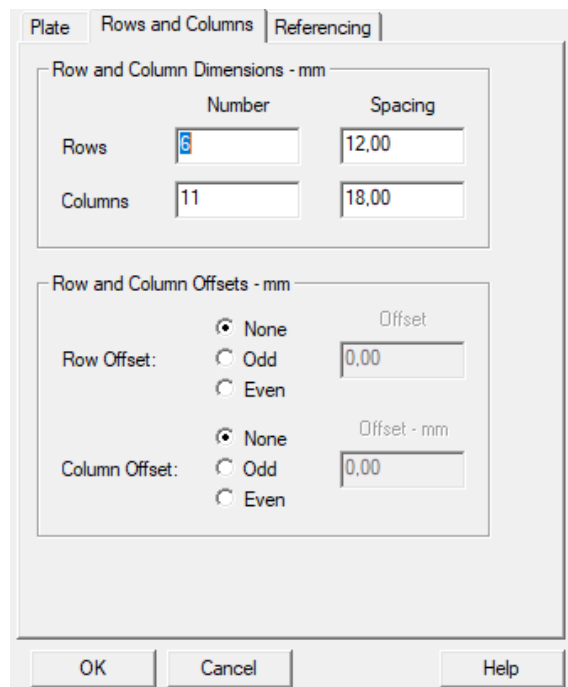 Plate Rows and Columns Referencing
Row and Column Dimensions - mm
Number Spacing
Rows 6 12,00
Columns 11 18,00
Row and Column Offsets - mm
None Offset
Row Offset: Odd 0,00
Even
None Offset - mm
Column Offset: Odd 0,00
Even
OK Cancel Help